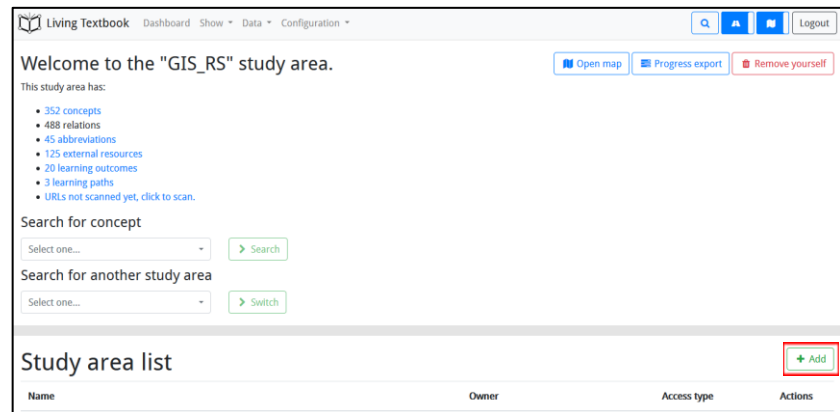 Living Textbook Dashboard Show Data Configuration Logout
Welcome to the "GIS_RS" study area. Open map Progress export Remove yourself
This study area has:
352 concepts
488 relations
45 abbreviations
125 external resources
20 learning outcomes
3 learning paths
URLs not scanned yet, click to scan.
Search for concept
Select one... Search
Search for another study area
Select one... Switch
Study area list + Add
Name Owner Access type Actions